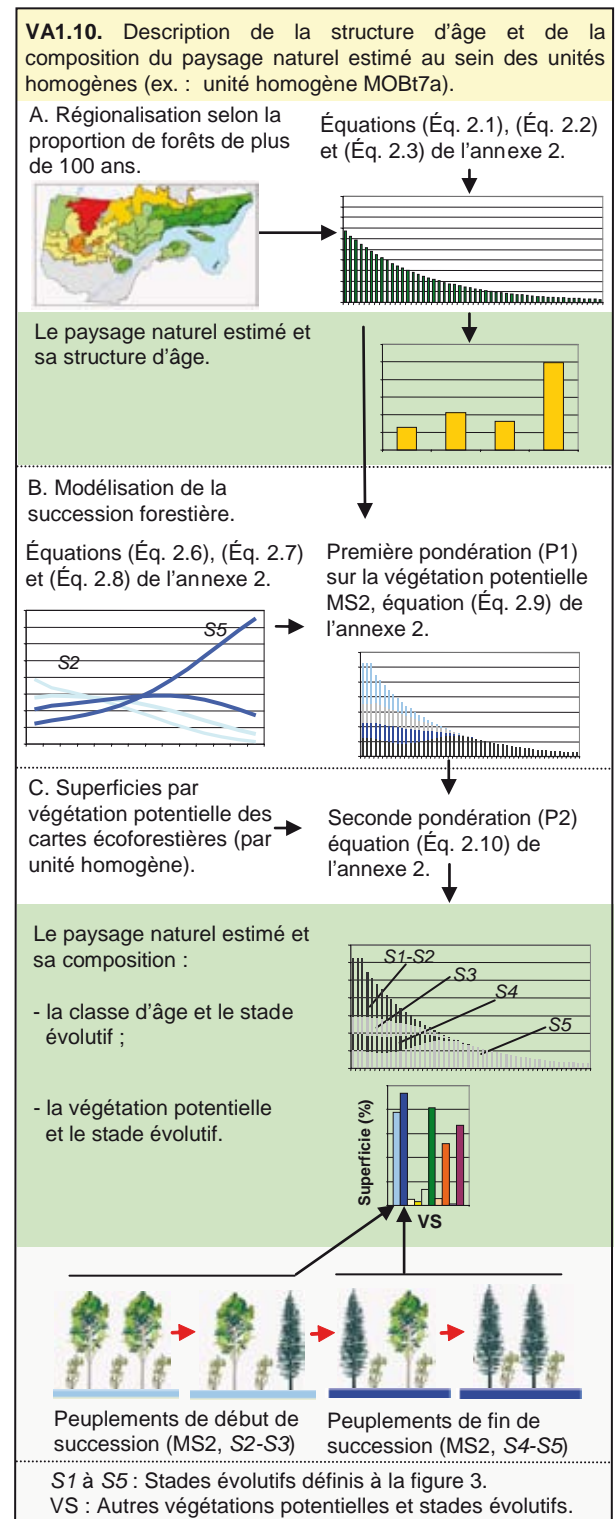 VA1.10. Description de la structure d'âge et de la
composition du paysage naturel estimé au sein des unités
homogènes (ex. : unité homogène MOBt7a).
A. Régionalisation selon la
proportion de forêts de plus
de 100 ans.
Équations (Éq. 2.1), (Éq. 2.2)
et (Éq. 2.3) de l'annexe 2.
Le paysage naturel estimé et
sa structure d'âge.
B. Modélisation de la
succession forestière.
Équations (Éq. 2.6), (Éq. 2.7)
et (Éq. 2.8) de l'annexe 2.
S5
S2
Première pondération (P1)
sur la végétation potentielle
MS2, équation (Éq. 2.9) de
l'annexe 2.
C. Superficies par
végétation potentielle des
cartes écoforestières (par
unité homogène).
Seconde pondération (P2)
équation (Éq. 2.10) de
l'annexe 2.
Le paysage naturel estimé et
sa composition :
- la classe d'âge et le stade
évolutif ;
S1-S2
S3
S4
S5
- la végétation potentielle
et le stade évolutif.
Superficie (%)
VS
Peuplements de début de
succession (MS2, S2-S3)
Peuplements de fin de
succession (MS2, S4-S5)
S1 à S5 : Stades évolutifs définis à la figure 3.
VS : Autres végétations potentielles et stades évolutifs.